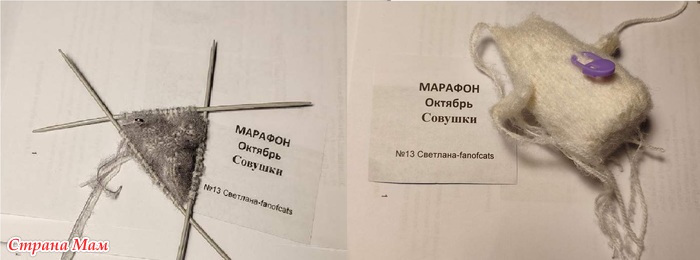 МАРАФОН
Октябрь
Совушки
№13 Светлана-fanofcats
МАРАФОН
Октябрь
Совушки
№13 Светлана-fanofcats
Страна Мам